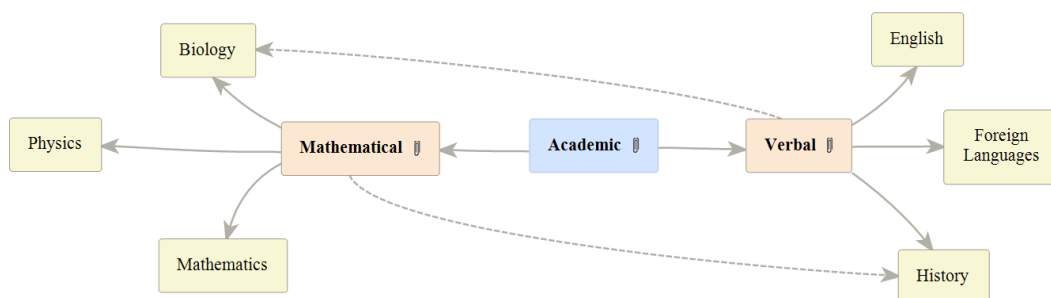 Biology
English
Physics
Mathematical
Academic
Verbal
Foreign
Languages
Mathematics
History